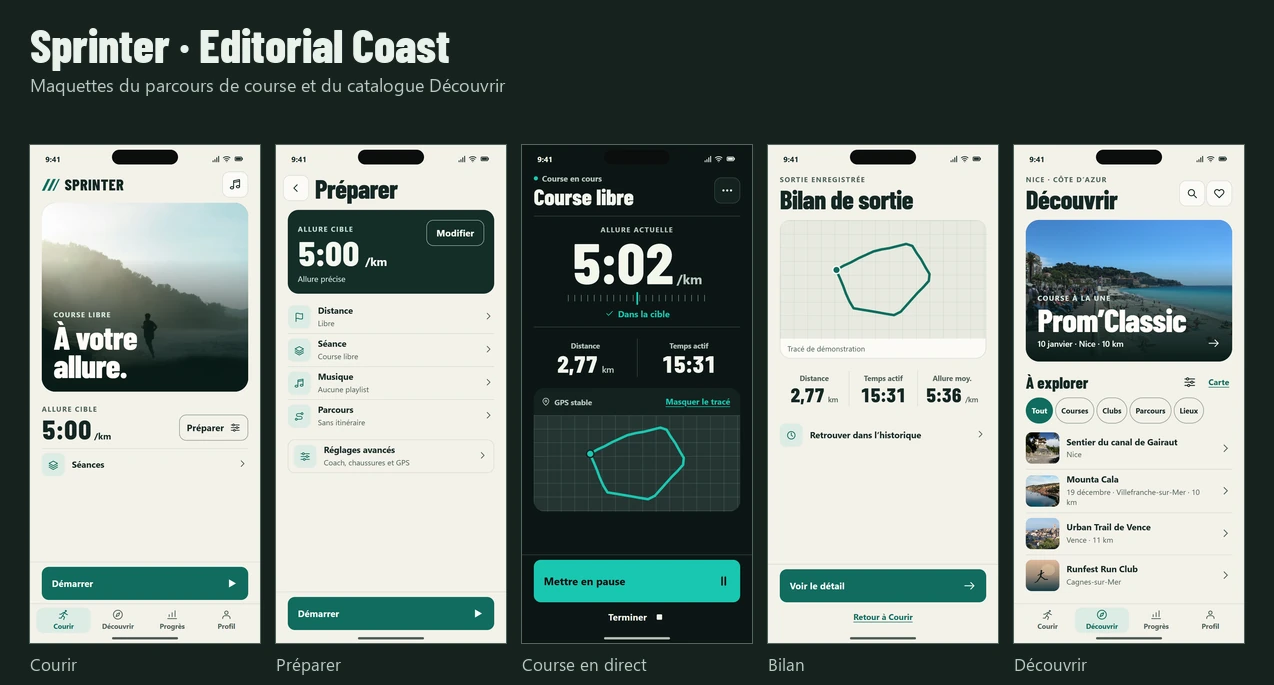 Sprinter · Editorial Coast
Maquettes du parcours de course et du catalogue Découvrir
9:41
SPRINTER
COURSE LIBRE
À votre
allure.
ALLURE CIBLE
5:00 /km
Préparer
Séances
Démarrer
Courir
Découvrir
Progrès
Profil
Courir
9:41
Préparer
ALLURE CIBLE
5:00 /km
Allure précise
Modifier
Distance
Libre
Séance
Course libre
Musique
Aucune playlist
Parcours
Sans itinéraire
Réglages avancés
Coach, chaussures et GPS
Démarrer
Préparer
9:41
Course en cours
Course libre
ALLURE ACTUELLE
5:02 /km
Dans la cible
Distance
2,77 km
Temps actif
15:31
GPS stable
Masquer le tracé
Mettre en pause
Terminer
Course en direct
9:41
SORTIE ENREGISTRÉE
Bilan de sortie
Tracé de démonstration
Distance
2,77 km
Temps actif
15:31
Allure moy.
5:36 /km
Retrouver dans l'historique
Voir le détail
Retour à Courir
Bilan
9:41
NICE · CÔTE D'AZUR
Découvrir
COURSE À LA UNE
Prom'Classic
10 janvier · Nice · 10 km
À explorer
Carte
Tout
Courses
Clubs
Parcours
Lieux
Sentier du canal de Gairaut
Nice
Mounta Cala
19 décembre · Villefranche-sur-Mer · 10
km
Urban Trail de Vence
Vence · 11 km
Runfest Run Club
Cagnes-sur-Mer
Courir
Découvrir
Progrès
Profil
Découvrir